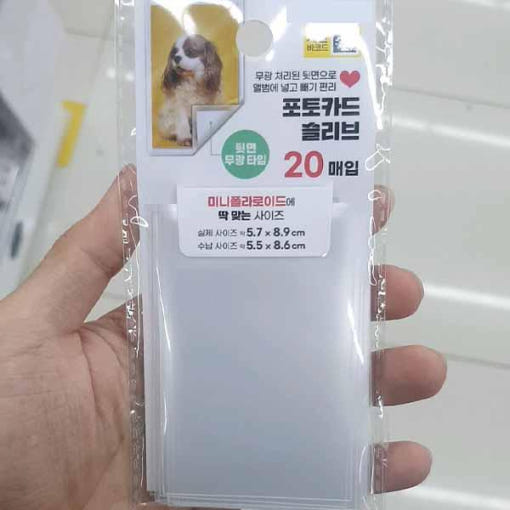 바코드
무광 처리된 뒷면으로
앨범에 넣고 빼기 편리
포토카드
슬리브
뒷면
무광 타입
20 매입
미니폴라로이드에
딱 맞는 사이즈
실제 사이즈 약 5.7 x 8.9 cm
수납 사이즈 약 5.5 x 8.6 cm